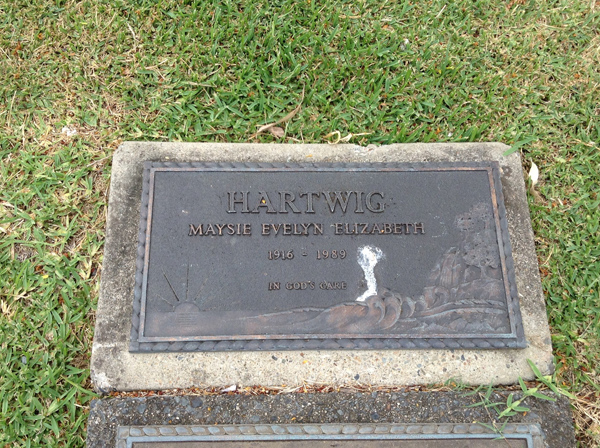 HARTWIG
MAYSIE EVELYN ELIZABETH
1916 - 1989
IN GOD'S CARE